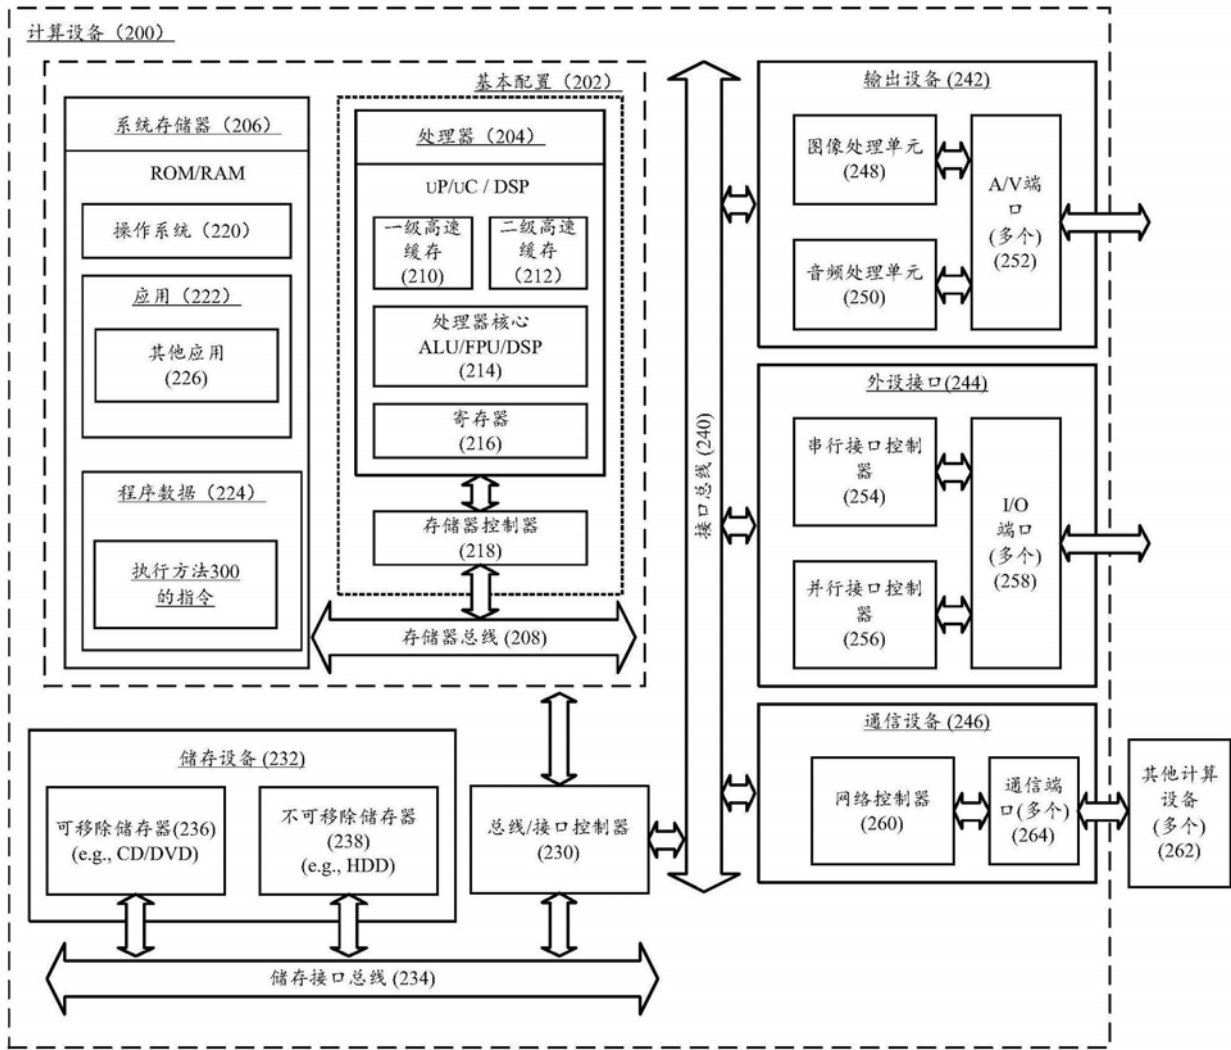 计算设备（200）
基本配置（202）
系统存储器（206）
ROM/RAM
操作系统（220）
应用（222）
其他应用
(226)
程序数据（224）
执行方法300
的指令
处理器（204）
UP/UC / DSP
一级高速
缓存
(210)
二级高速
缓存
(212）
处理器核心
ALU/FPU/DSP
(214)
寄存器
(216)
存储器控制器
(218)
存储器总线 (208)
储存设备 (232)
可移除储存器(236)
(e.g., CD/DVD)
不可移除储存器
(238)
(e.g., HDD)
总线/接口控制器
(230)
储存接口总线 (234)
接口总线 (240)
输出设备 (242)
图像处理单元
(248)
音频处理单元
(250)
A/V端
口
(多个)
(252)
外设接口 (244)
串行接口控制
器
(254)
并行接口控制
器
(256)
I/O
端口
(多个)
(258)
通信设备 (246)
网络控制器
(260)
通信端
口(多个)
(264)
其他计算
设备
(多个)
(262)